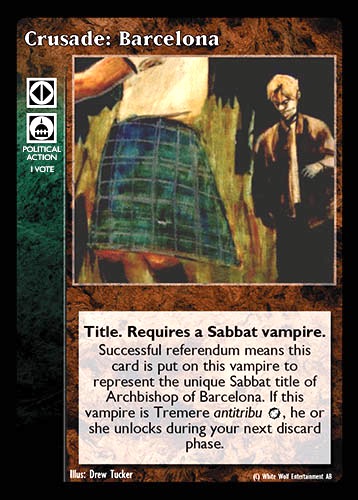 Crusade: Barcelona
POLITICAL
ACTION
1 VOTE
Title. Requires a Sabbat vampire.
Successful referendum means this
card is put on this vampire to
represent the unique Sabbat title of
Archbishop of Barcelona. If this
vampire is Tremere antitribu , he or
she unlocks during your next discard
phase.
Illus: Drew Tucker
(C) White Wolf Entertainment AB